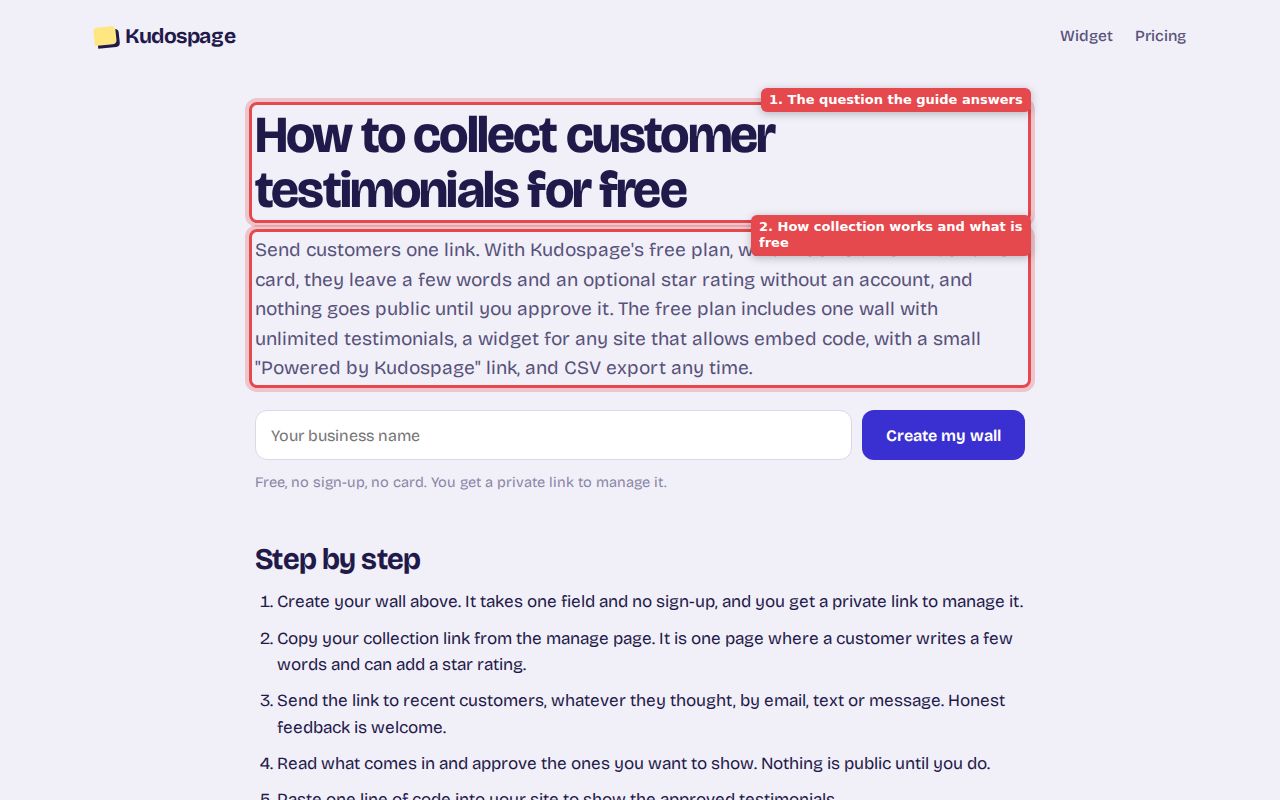 Kudospage
Widget
Pricing
1. The question the guide answers
How to collect customer
testimonials for free
2. How collection works and what is
free
Send customers one link. With Kudospage's free plan,
card, they leave a few words and an optional star rating without an account, and
nothing goes public until you approve it. The free plan includes one wall with
unlimited testimonials, a widget for any site that allows embed code, with a small
"Powered by Kudospage" link, and CSV export any time.
Your business name
Create my wall
Free, no sign-up, no card. You get a private link to manage it.
Step by step
1. Create your wall above. It takes one field and no sign-up, and you get a private link to manage it.
2. Copy your collection link from the manage page. It is one page where a customer writes a few
words and can add a star rating.
3. Send the link to recent customers, whatever they thought, by email, text or message. Honest
feedback is welcome.
4. Read what comes in and approve the ones you want to show. Nothing is public until you do.
5. Paste one line of code into your site to show the approved testimonials.